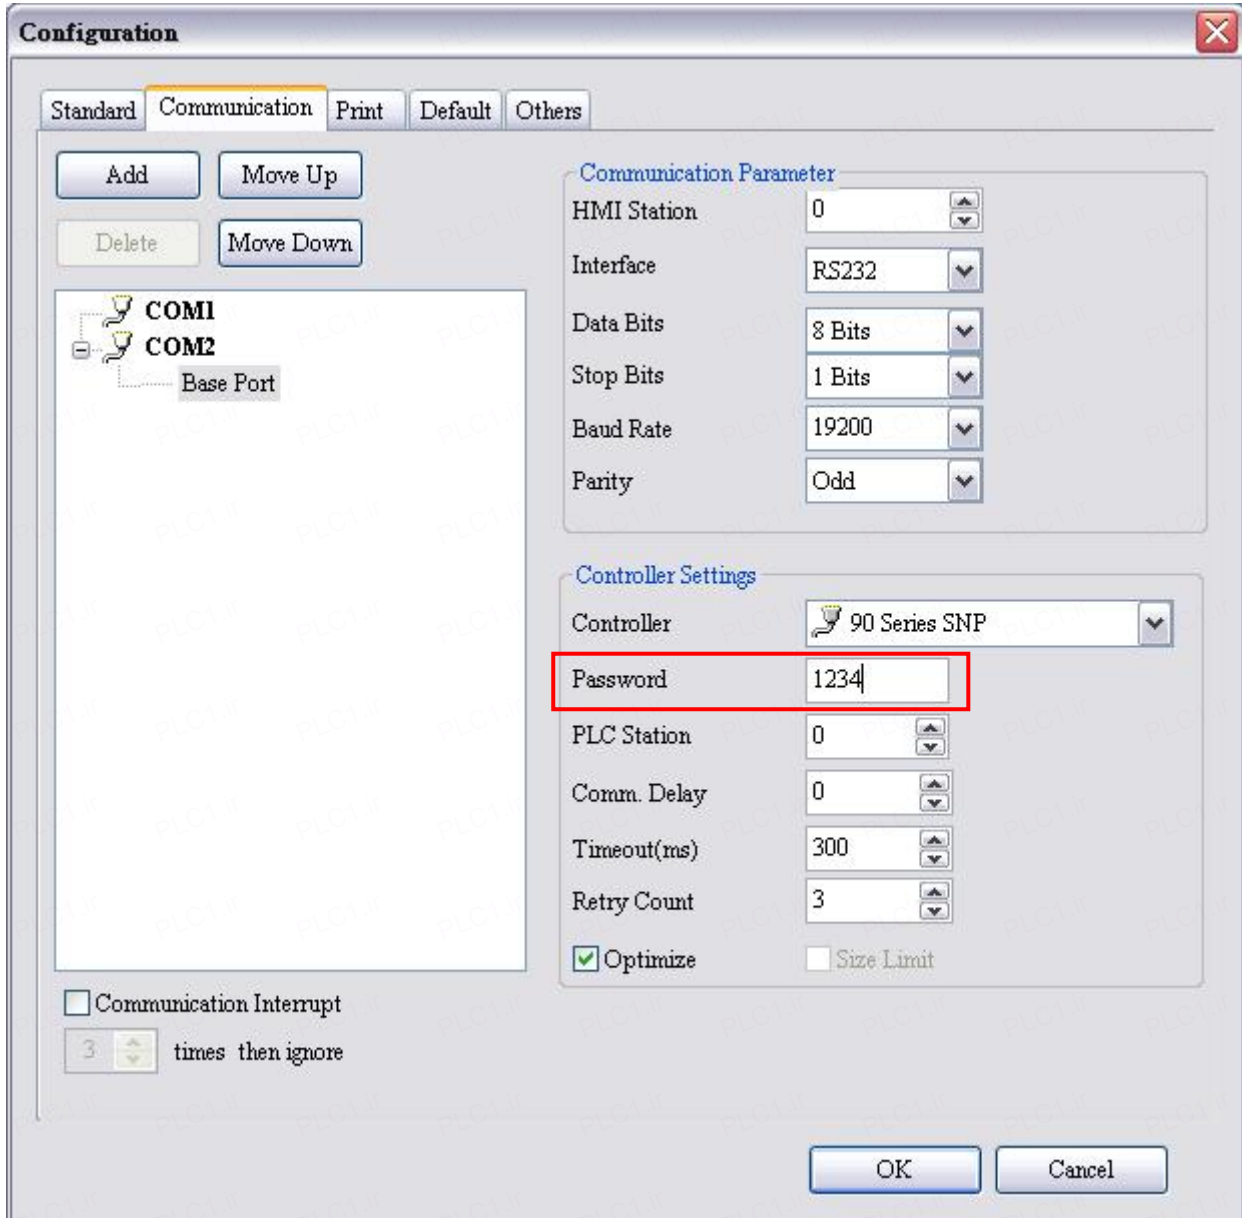 Configuration
Standard Communication Print Default Others
Add Move Up
Delete Move Down
COM1
COM2
Base Port
Communication Interrupt
3 times then ignore
Communication Parameter
HMI Station 0
Interface RS232
Data Bits 8 Bits
Stop Bits 1 Bits
Baud Rate 19200
Parity Odd
Controller Settings
Controller 90 Series SNP
Password 1234
PLC Station 0
Comm. Delay 0
Timeout(ms) 300
Retry Count 3
Optimize Size Limit
OK Cancel